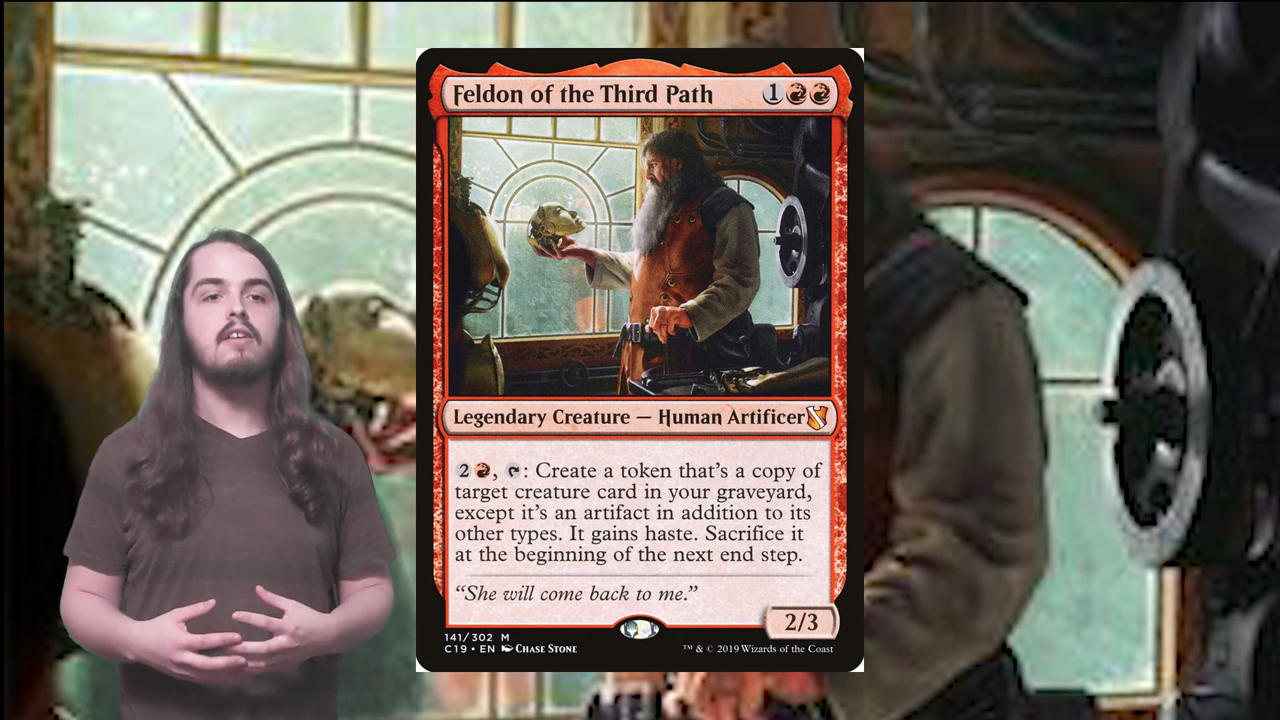 Feldon of the Third Path 1
Legendary Creature — Human Artificer
2 , : Create a token that's a copy of
target creature card in your graveyard,
except it's an artifact in addition to its
other types. It gains haste. Sacrifice it
at the beginning of the next end step.
"She will come back to me."
2/3
141/302 M
C19 • EN Chase Stone
™ & © 2019 Wizards of the Coast